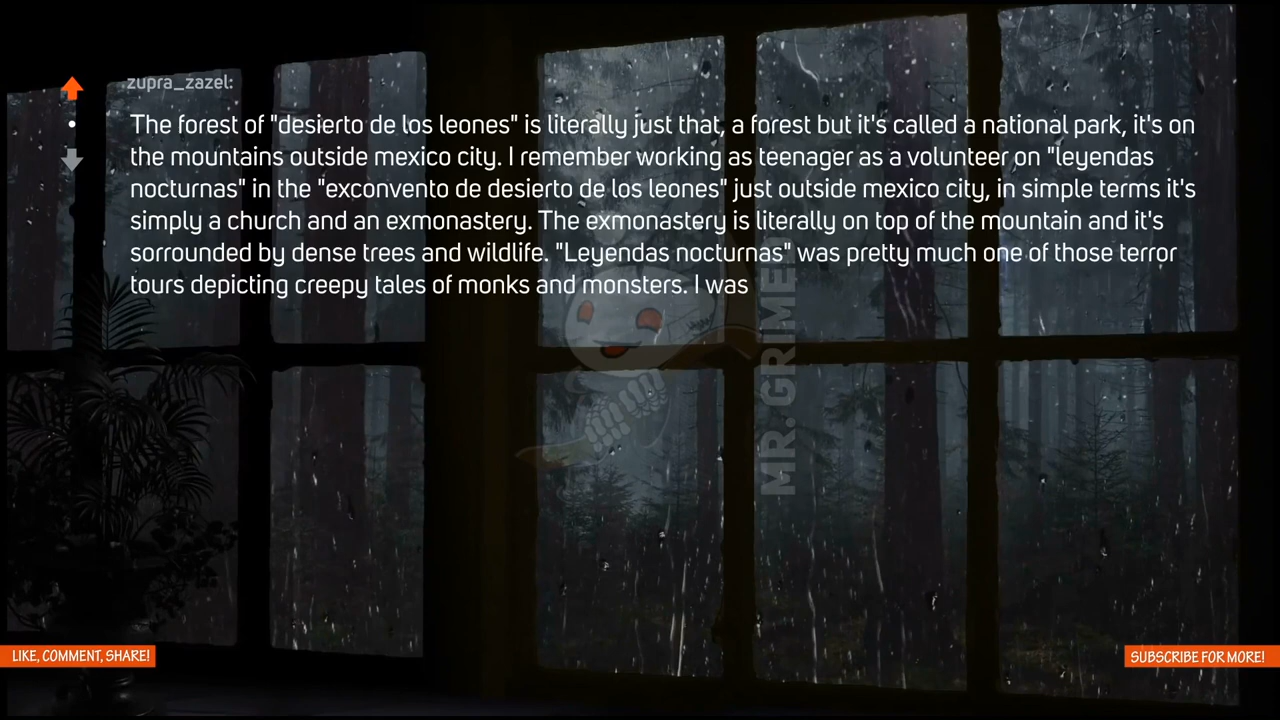 zupra_zazel:
The forest of "desierto de los leones" is literally just that, a forest but it's called a national park, it's on
the mountains outside mexico city. I remember working as teenager as a volunteer on "leyendas
nocturnas" in the "exconvento de desierto de los leones" just outside mexico city, in simple terms it's
simply a church and an exmonastery. The exmonastery is literally on top of the mountain and it's
sorrounded by dense trees and wildlife. "Leyendas nocturnas" was pretty much one of those terror
tours depicting creepy tales of monks and monsters. I was
MR. GRIMER
LIKE, COMMENT, SHARE!
SUBSCRIBE FOR MORE!